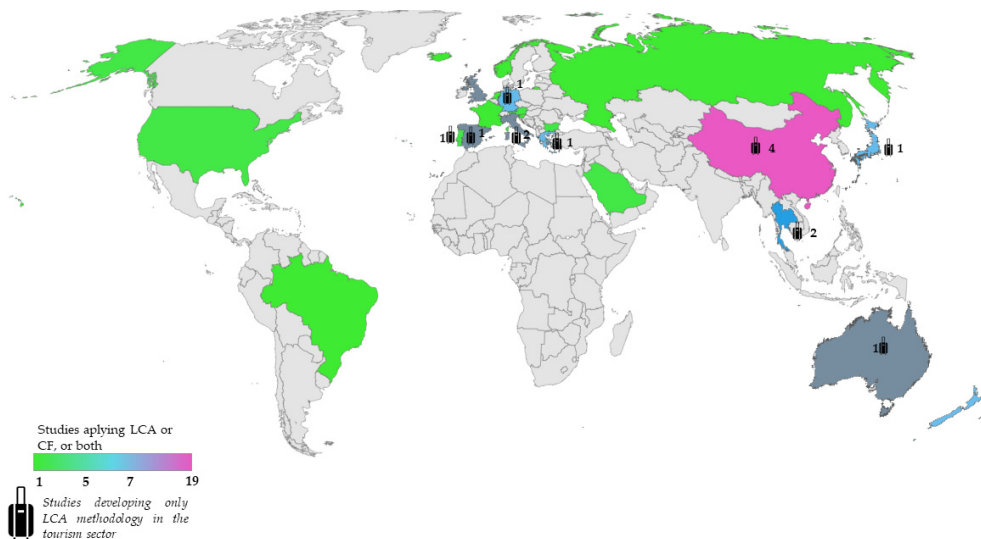 1
1
1
2
1
4
1
2
1
Studies aplying LCA or
CF, or both
1 5 7 19
Studies developing only
LCA methodology in the
tourism sector